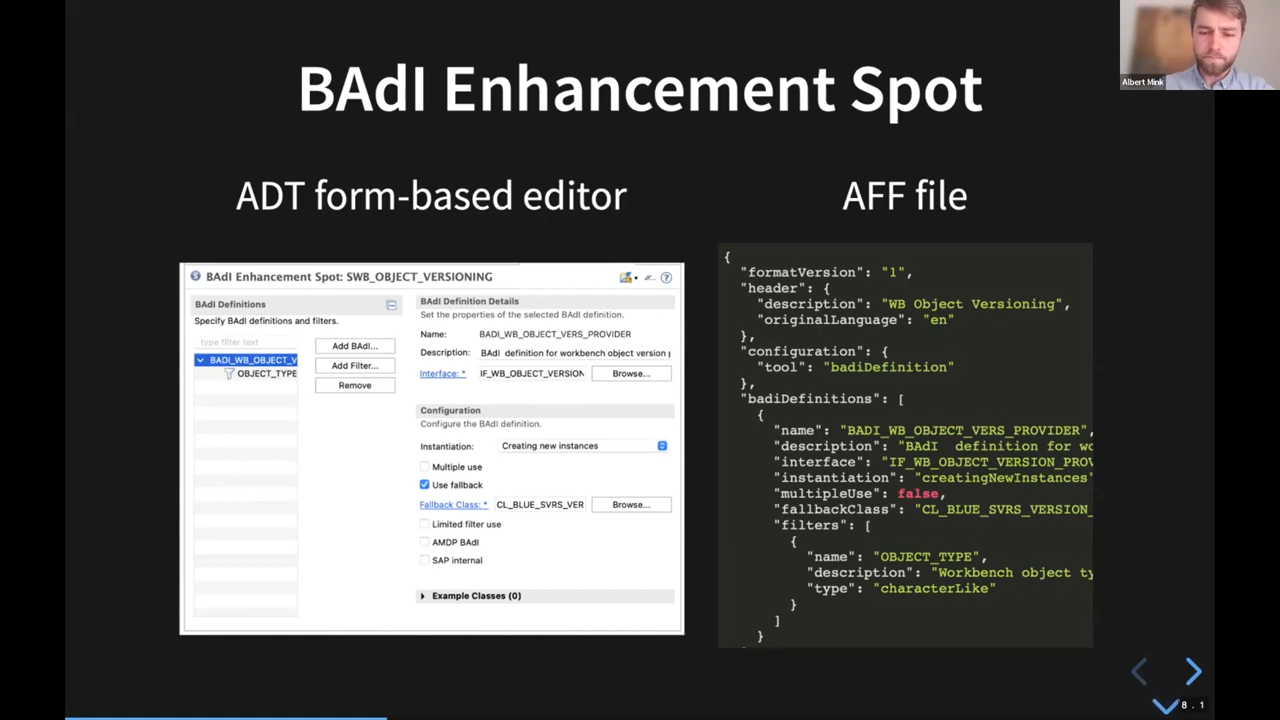 BAdI Enhancement Spot
Albert Mink
ADT form-based editor
BAdI Enhancement Spot: SWB_OBJECT_VERSIONING
BAdI Definitions
Specify BAdI definitions and filters.
type filter text
BADI_WB_OBJECT_V
OBJECT_TYPE
Add BAdI...
Add Filter...
Remove
BAdI Definition Details
Set the properties of the selected BAdI definition.
Name: BADI_WB_OBJECT_VERS_PROVIDER
Description: BAdI definition for workbench object version p
Interface: * IF_WB_OBJECT_VERSION Browse...
Configuration
Configure the BAdI definition.
Instantiation: Creating new instances
Multiple use
Use fallback
Fallback Class: * CL_BLUE_SVRS_VER Browse...
Limited filter use
AMDP BAdI
SAP internal
Example Classes (0)
AFF file
{
"formatVersion": "1",
"header": {
"description": "WB Object Versioning",
"originalLanguage": "en"
},
"configuration": {
"tool": "badiDefinition"
},
"badiDefinitions": [
{
"name": "BADI_WB_OBJECT_VERS_PROVIDER",
"description": "BAdI  definition for wo
"interface": "IF_WB_OBJECT_VERSION_PROV
"instantiation": "creatingNewInstances"
"multipleUse": false,
"fallbackClass": "CL_BLUE_SVRS_VERSION_
"filters": [
{
"name": "OBJECT_TYPE",
"description": "Workbench object ty
"type": "characterLike"
}
]
}
8.1